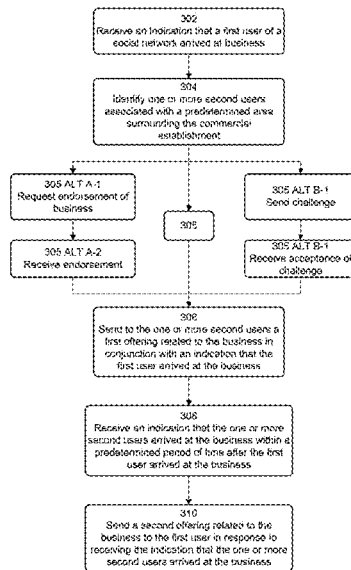 302
Receive an indication that a first user of a
social network arrived at business
304
Identify one or more second users
associated with a predetermined area
surrounding the commercial
establishment
305 ALT A-1
Request endorsement of
business
305 ALT B-1
Send challenge
305
305 ALT A-2
Receive endorsement
305 ALT B-1
Receive acceptance of
challenge
306
Send to the one or more second users a
first offering related to the business in
conjunction with an indication that the
first user arrived at the business
308
Receive an indication that the one or more
second users arrived at the business within a
predetermined period of time after the first
user arrived at the business
310
Send a second offering related to the
business to the first user in response to
receiving the indication that the one or more
second users arrived at the business